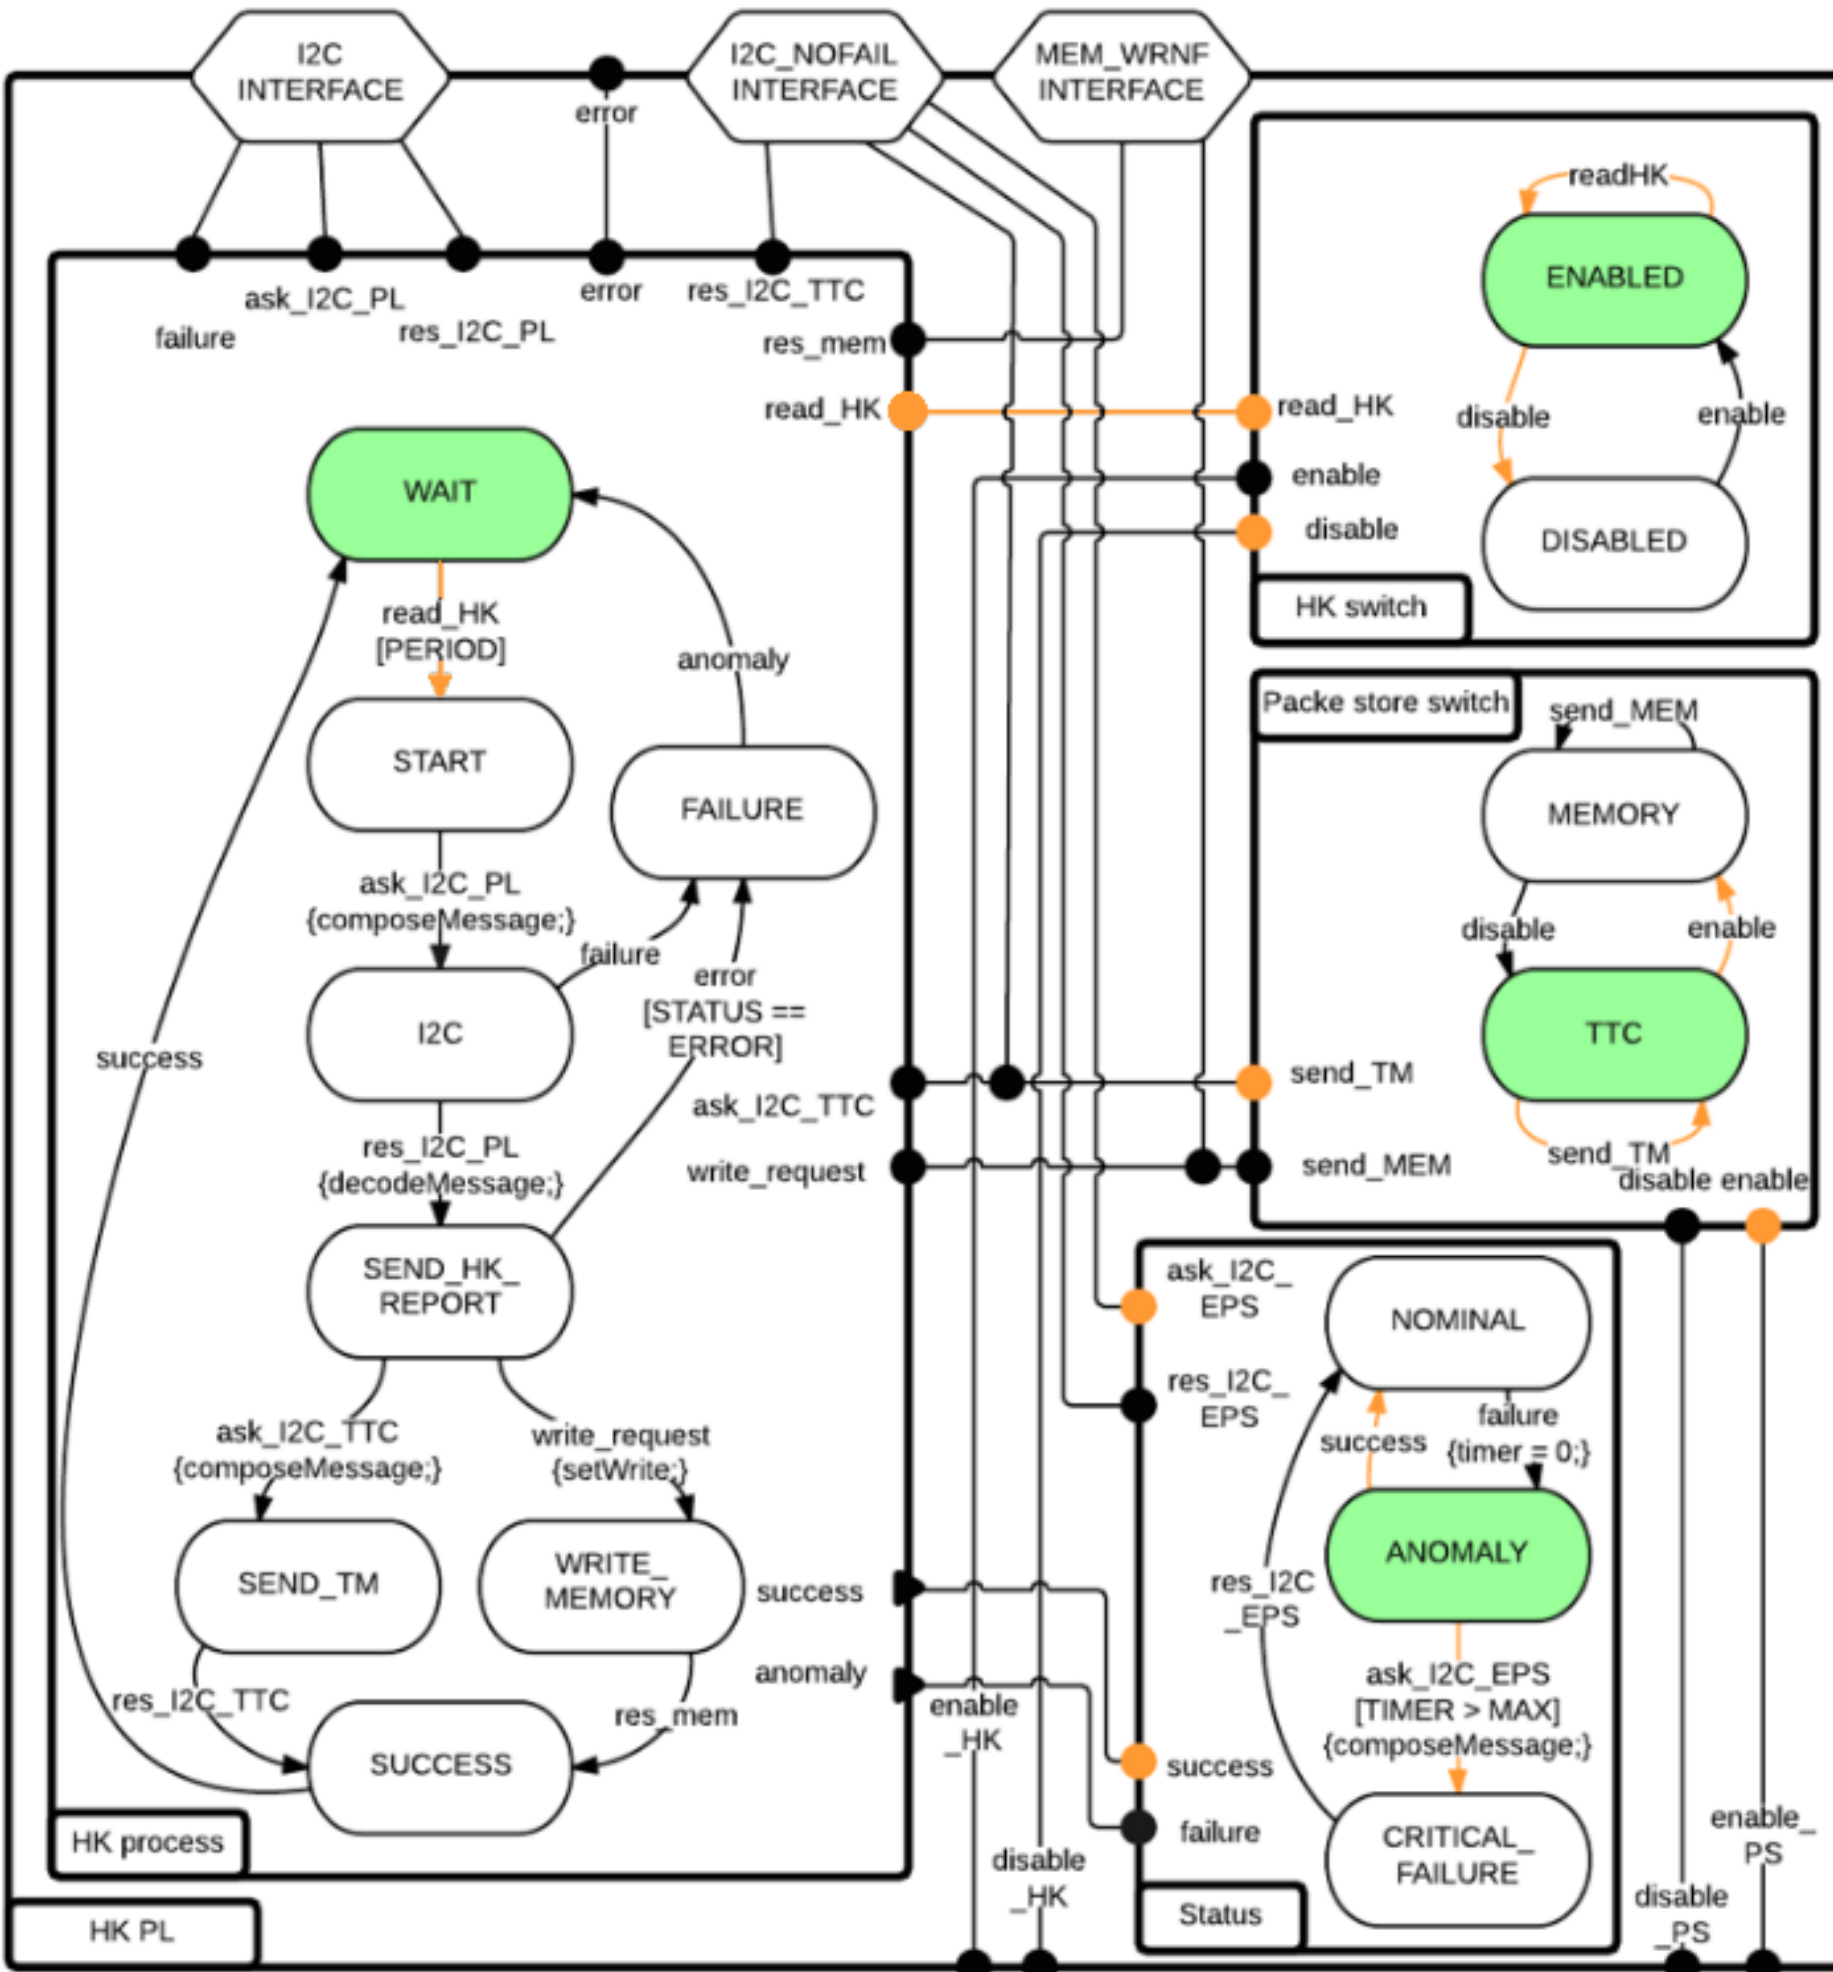 I2C
INTERFACE
error
I2C_NOFAIL
INTERFACE
MEM_WRNF
INTERFACE
failure
ask_I2C_PL
res_I2C_PL
error
res_I2C_TTC
res_mem
read_HK
WAIT
read_HK
[PERIOD]
anomaly
START
FAILURE
ask_I2C_PL
{composeMessage;}
failure
error
[STATUS ==
ERROR]
I2C
success
res_I2C_PL
{decodeMessage;}
ask_I2C_TTC
write_request
SEND_HK_
REPORT
ask_I2C_TTC
{composeMessage;}
write_request
{setWrite;}
SEND_TM
WRITE_
MEMORY
success
anomaly
res_I2C_TTC
res_mem
SUCCESS
HK process
HK PL
enable
_HK
disable
_HK
readHK
ENABLED
read_HK
disable
enable
enable
disable
DISABLED
HK switch
Packe store switch
send_MEM
MEMORY
disable
enable
TTC
send_TM
send_TM
send_MEM
disable enable
ask_I2C_
EPS
NOMINAL
res_I2C_
EPS
success
failure
{timer = 0;}
ANOMALY
res_I2C
_EPS
ask_I2C_EPS
[TIMER > MAX]
{composeMessage;}
success
failure
CRITICAL_
FAILURE
Status
disable
_PS
enable_
PS